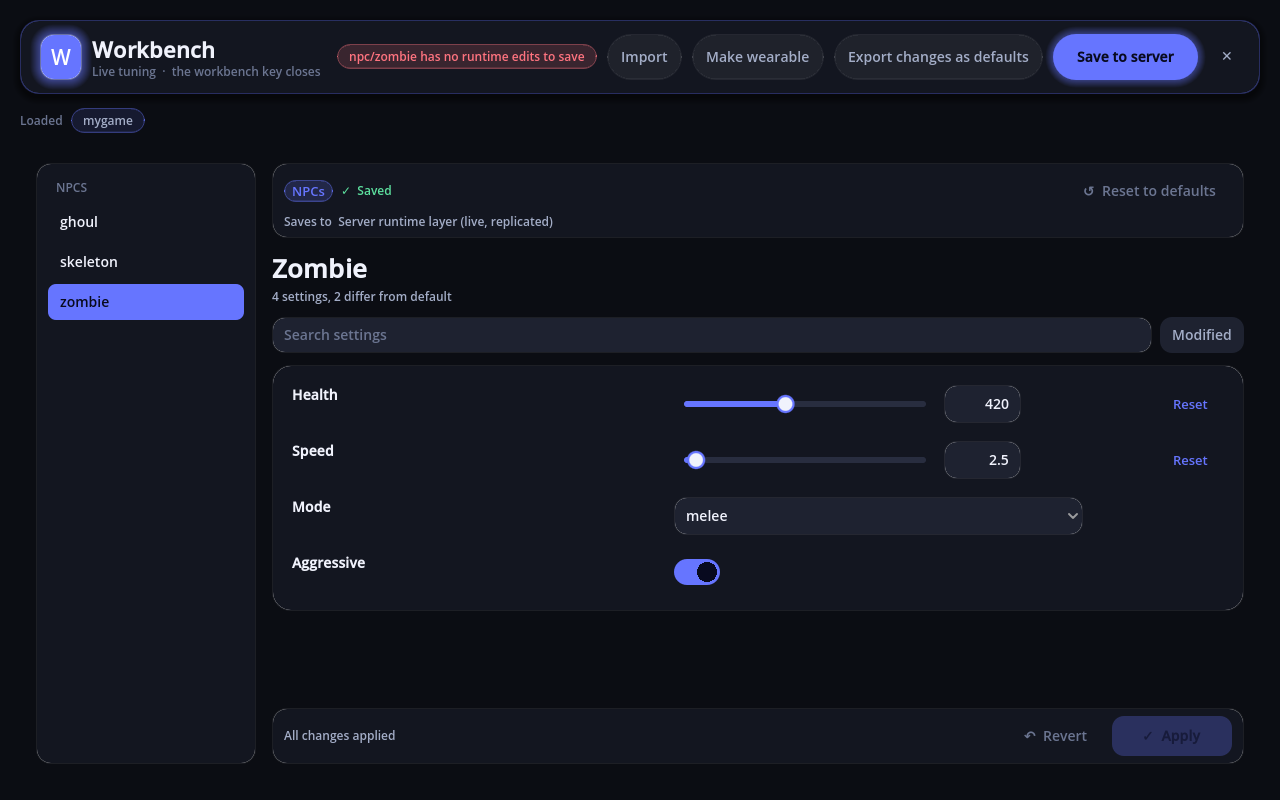 W
Workbench
Live tuning · the workbench key closes
npc/zombie has no runtime edits to save
Import
Make wearable
Export changes as defaults
Save to server
×
Loaded
mygame
NPCS
ghoul
skeleton
zombie
NPCs
✓ Saved
↺ Reset to defaults
Saves to Server runtime layer (live, replicated)
Zombie
4 settings, 2 differ from default
Search settings
Modified
Health
420
Reset
Speed
2.5
Reset
Mode
melee
Aggressive
All changes applied
↶ Revert
✓ Apply